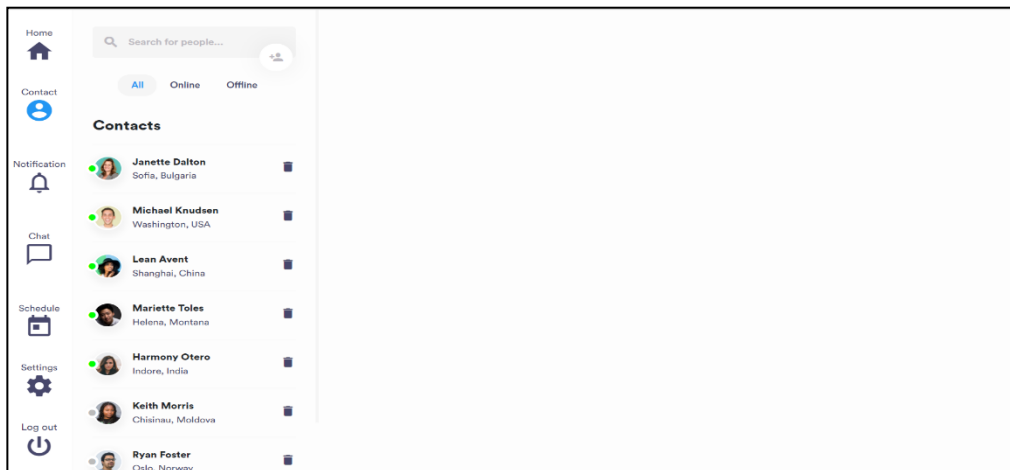 Home
Contact
Notification
Chat
Schedule
Settings
Log out
Search for people...
All Online Offline
Contacts
Janette Dalton
Sofia, Bulgaria
Michael Knudsen
Washington, USA
Lean Avent
Shanghai, China
Mariette Toles
Helena, Montana
Harmony Otero
Indore, India
Keith Morris
Chisinau, Moldova
Ryan Foster
Oslo, Norway